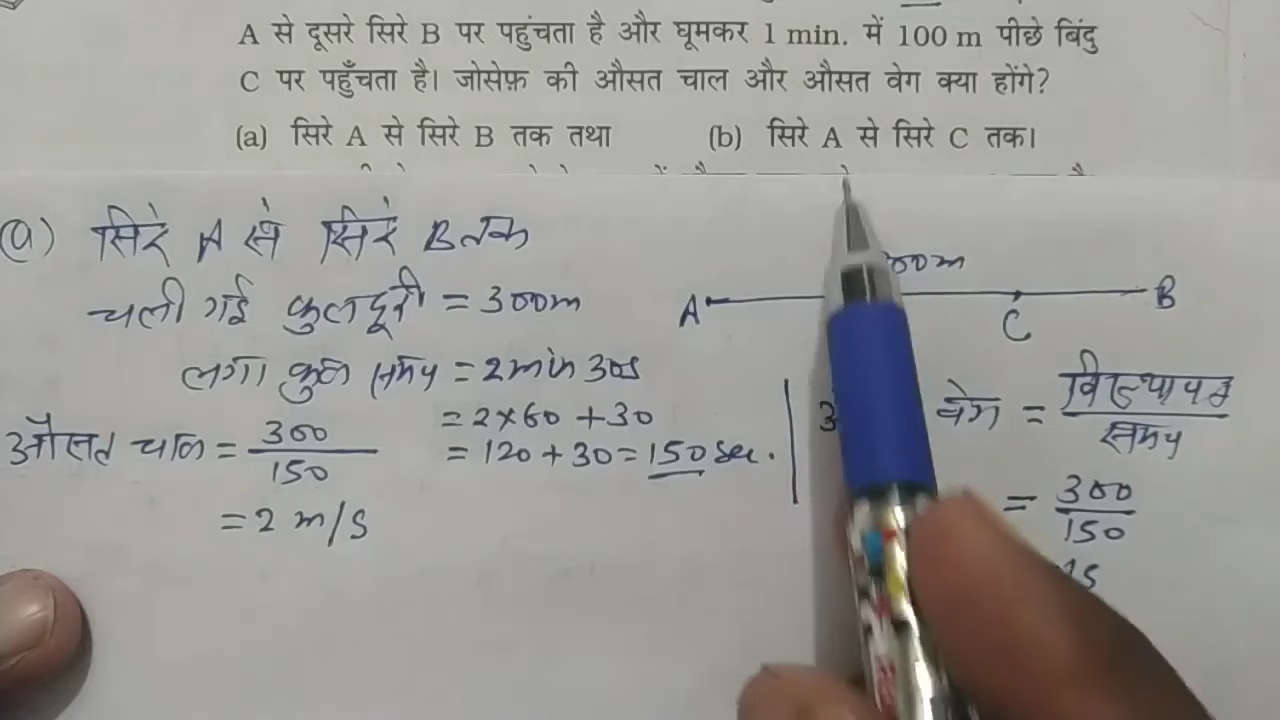 A से दूसरे सिरे B पर पहुंचता है और घूमकर 1 min. में 100 m पीछे बिंदु
C पर पहुँचता है। जोसेफ़ की औसत चाल और औसत वेग क्या होंगे?
(a) सिरे A से सिरे B तक तथा (b) सिरे A से सिरे C तक।
(a) सिरे A से सिरे B तक
चली गई कुल दूरी = 300m
लगा कुल समय = 2min 30s
= 2×60 + 30
= 120 + 30 = 150 sec.
औसत चाल = 300/150
= 2 m/s
00m
A C B
वेग = विस्थापन/समय
= 300/150